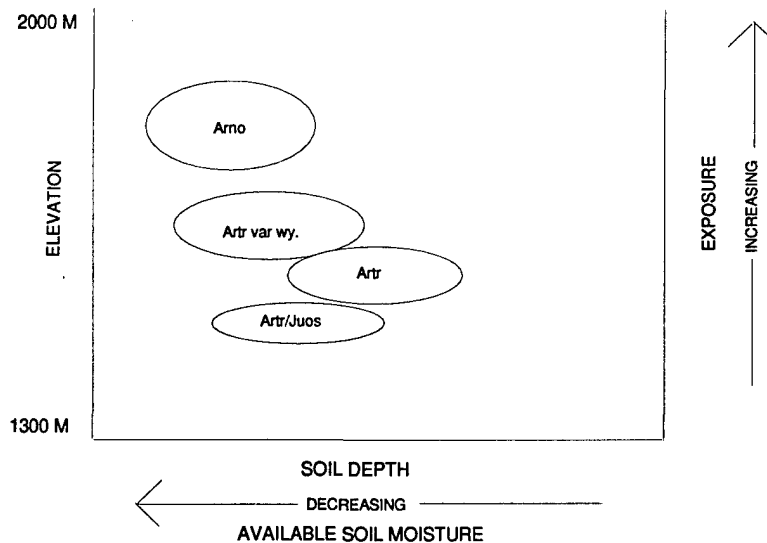 2000 M
Arno
Artr var wy.
Artr
Artr/Juos
1300 M
ELEVATION
EXPOSURE
INCREASING
SOIL DEPTH
DECREASING
AVAILABLE SOIL MOISTURE